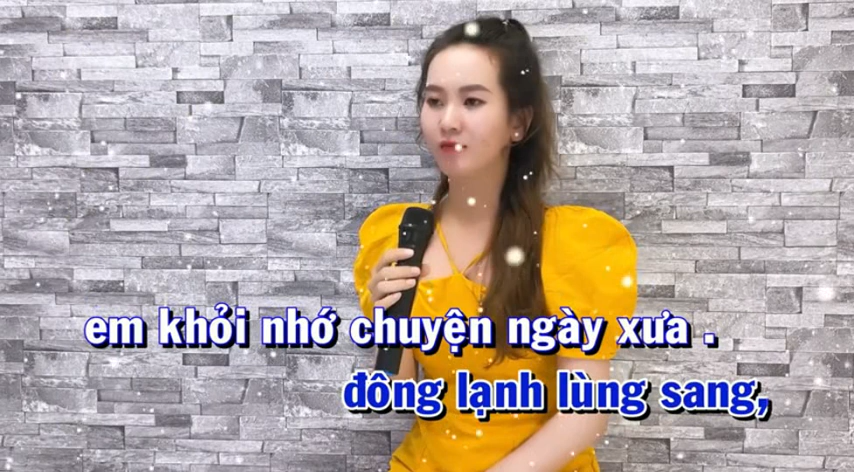 em khỏi nhớ chuyện ngày xưa .
đông lạnh lùng sang,